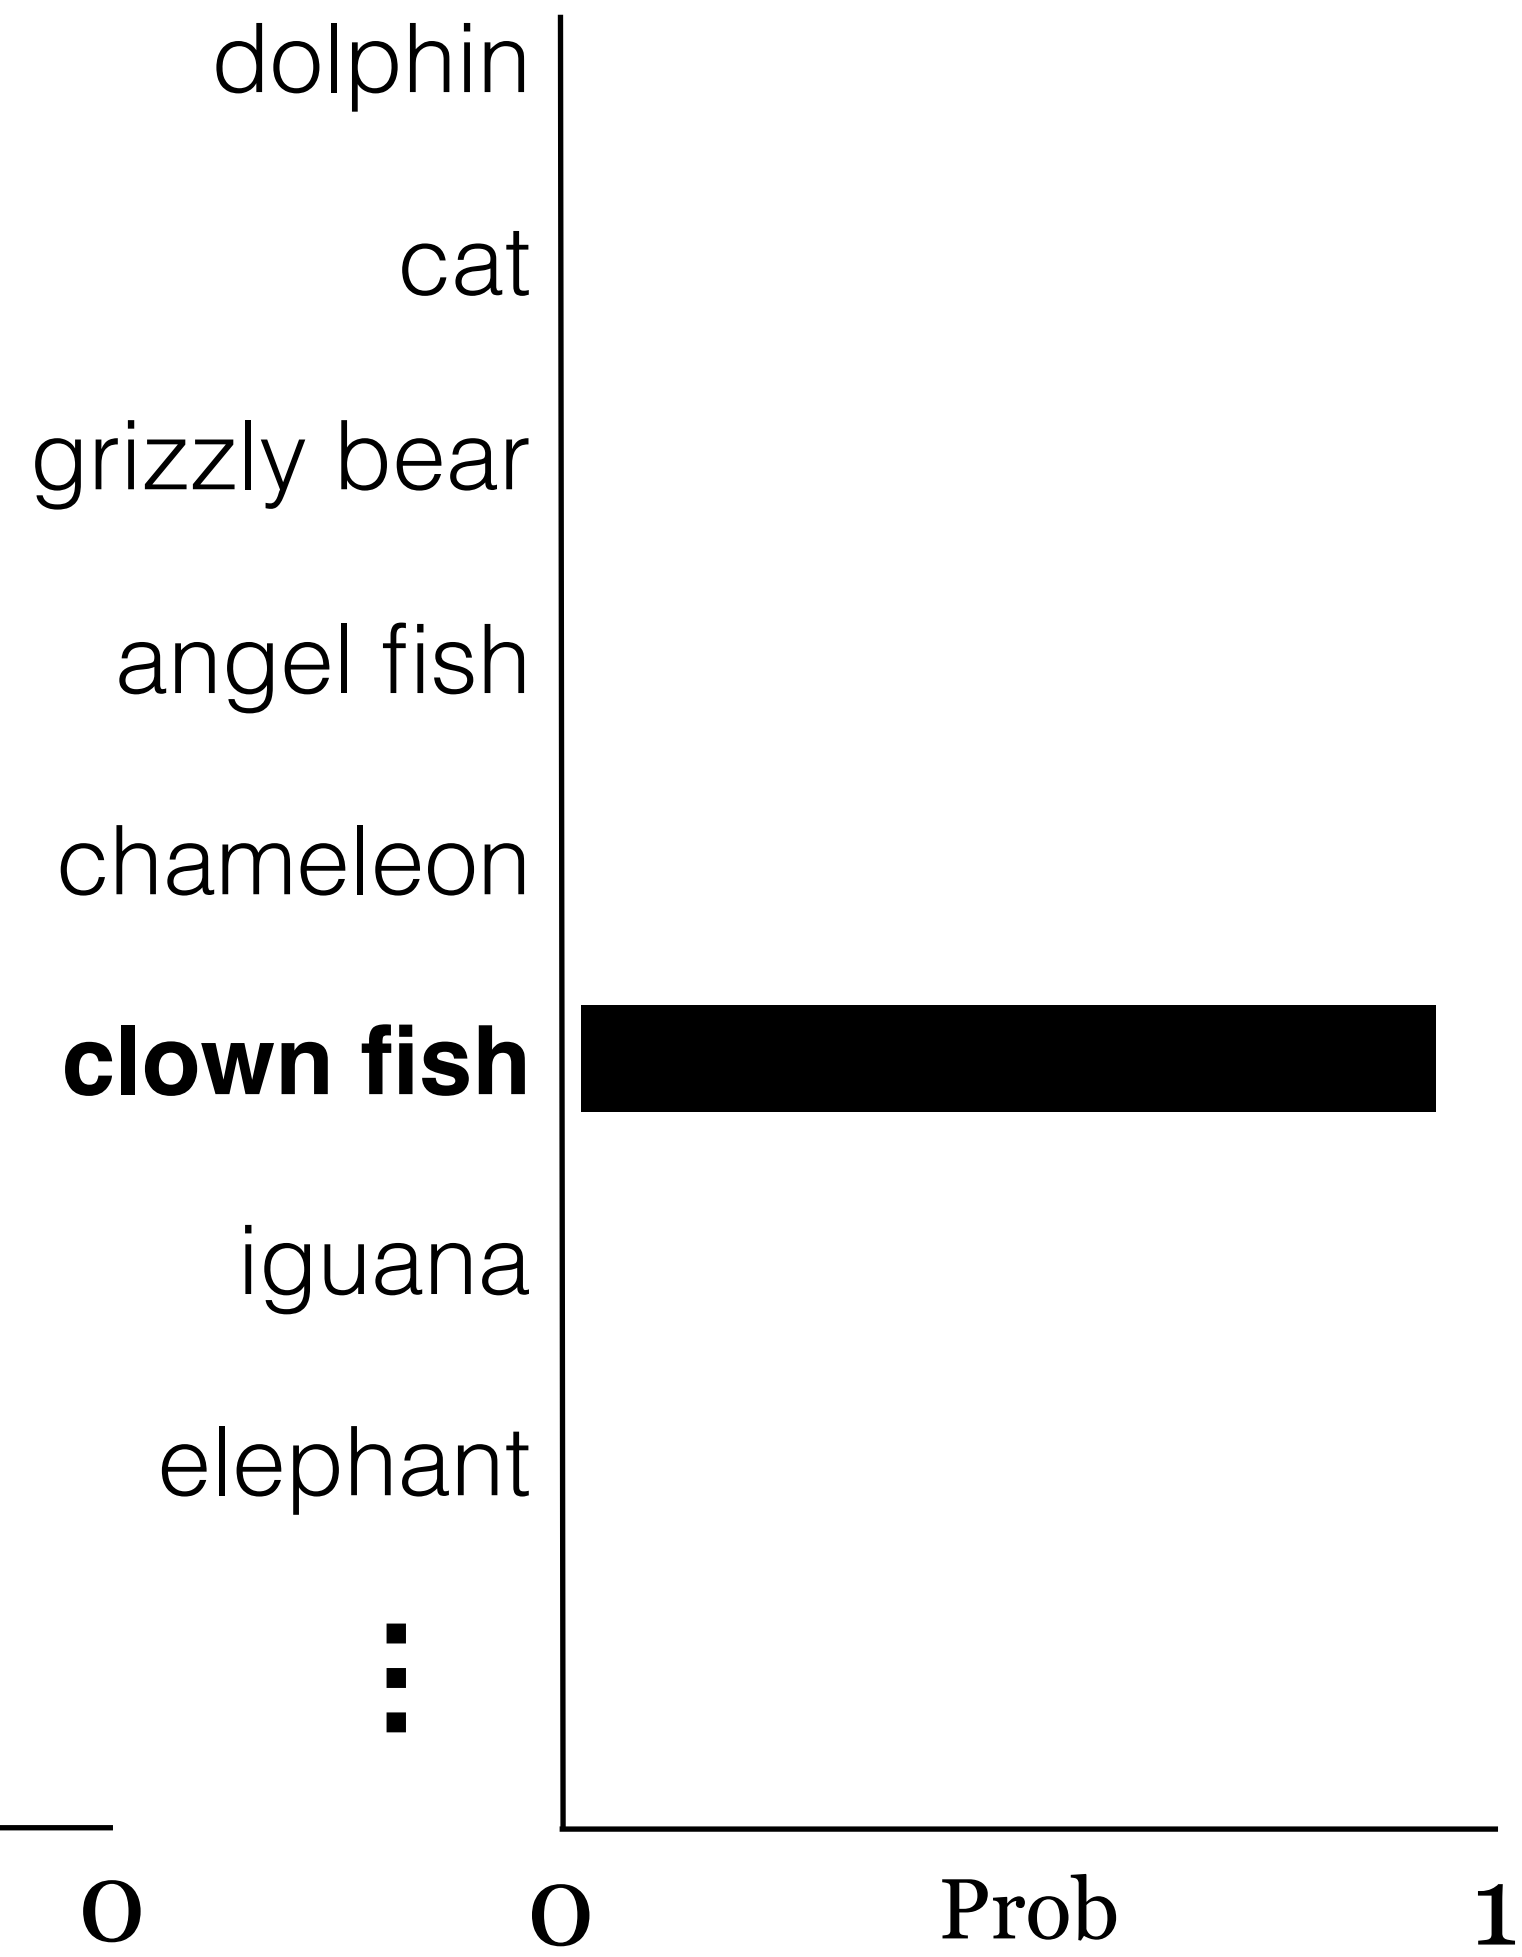 dolphin
cat
grizzly bear
angel fish
chameleon
clown fish
iguana
elephant
⋮
0 0 Prob 1